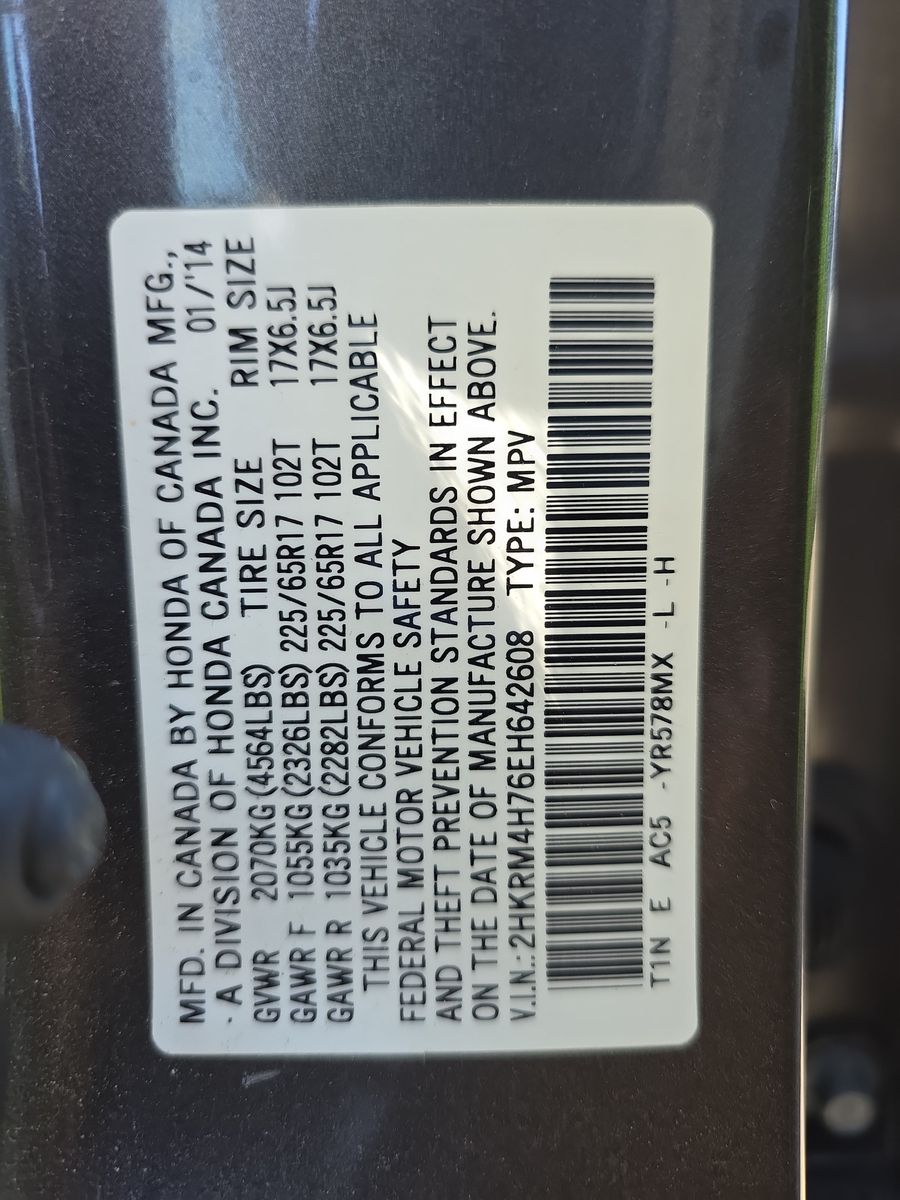 MFD. IN CANADA BY HONDA OF CANADA MFG.,
· A DIVISION OF HONDA CANADA INC. 01/'14
GVWR 2070KG(4564LBS) TIRE SIZE RIM SIZE
GAWR F 1055KG(2326LBS) 225/65R17 102T 17X6.5J
GAWR R 1035KG(2282LBS) 225/65R17 102T 17X6.5J
THIS VEHICLE CONFORMS TO ALL APPLICABLE
FEDERAL MOTOR VEHICLE SAFETY
AND THEFT PREVENTION STANDARDS IN EFFECT
ON THE DATE OF MANUFACTURE SHOWN ABOVE.
V.I.N.:2HKRM4H76EH642608 TYPE: MPV
T1N E AC5 -YR578MX -L -H